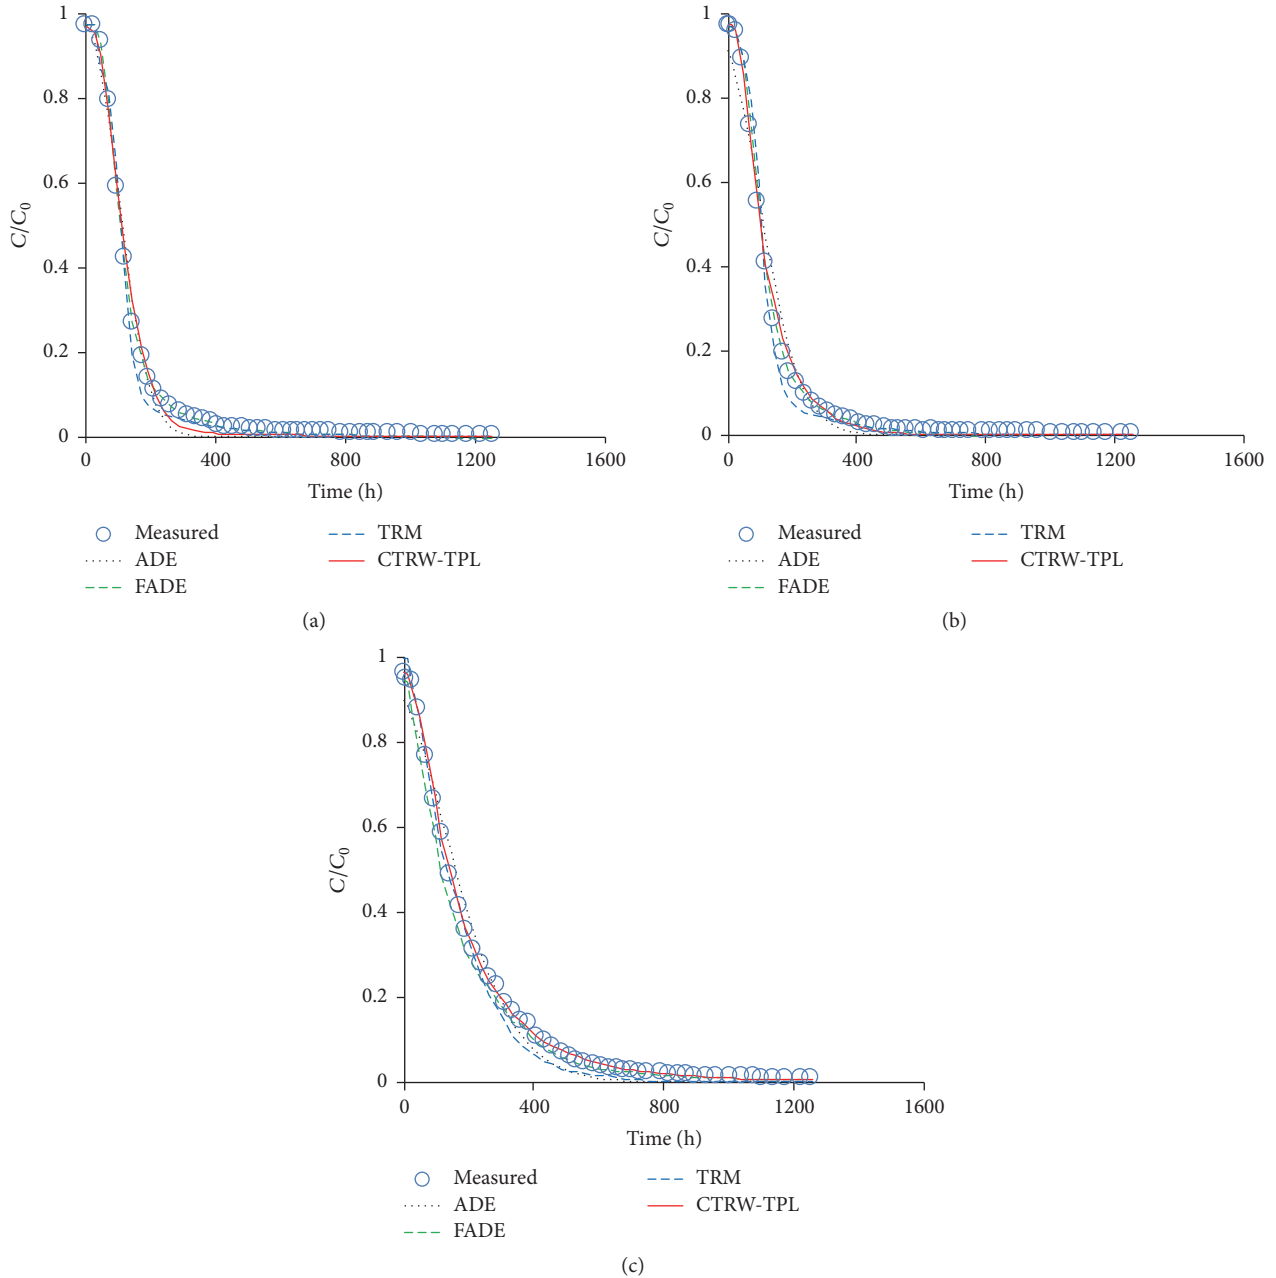 1
0.8
0.6
0.4
0.2
0
C/C0
0 400 800 1200 1600
Time (h)
Measured TRM
ADE CTRW-TPL
FADE
(a)
1
0.8
0.6
0.4
0.2
0
C/C0
0 400 800 1200 1600
Time (h)
Measured TRM
ADE CTRW-TPL
FADE
(b)
1
0.8
0.6
0.4
0.2
0
C/C0
0 400 800 1200 1600
Time (h)
Measured TRM
ADE CTRW-TPL
FADE
(c)